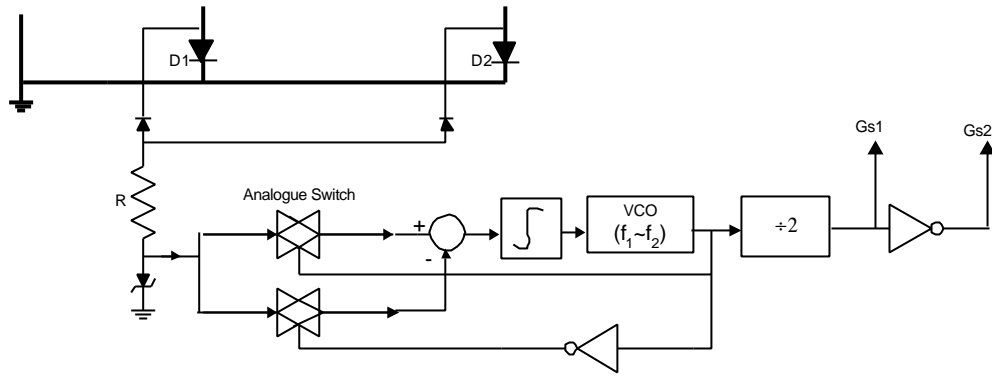 D1
D2
Gs1
Gs2
R
Analogue Switch
+
-
VCO
(f₁~f₂)
÷2